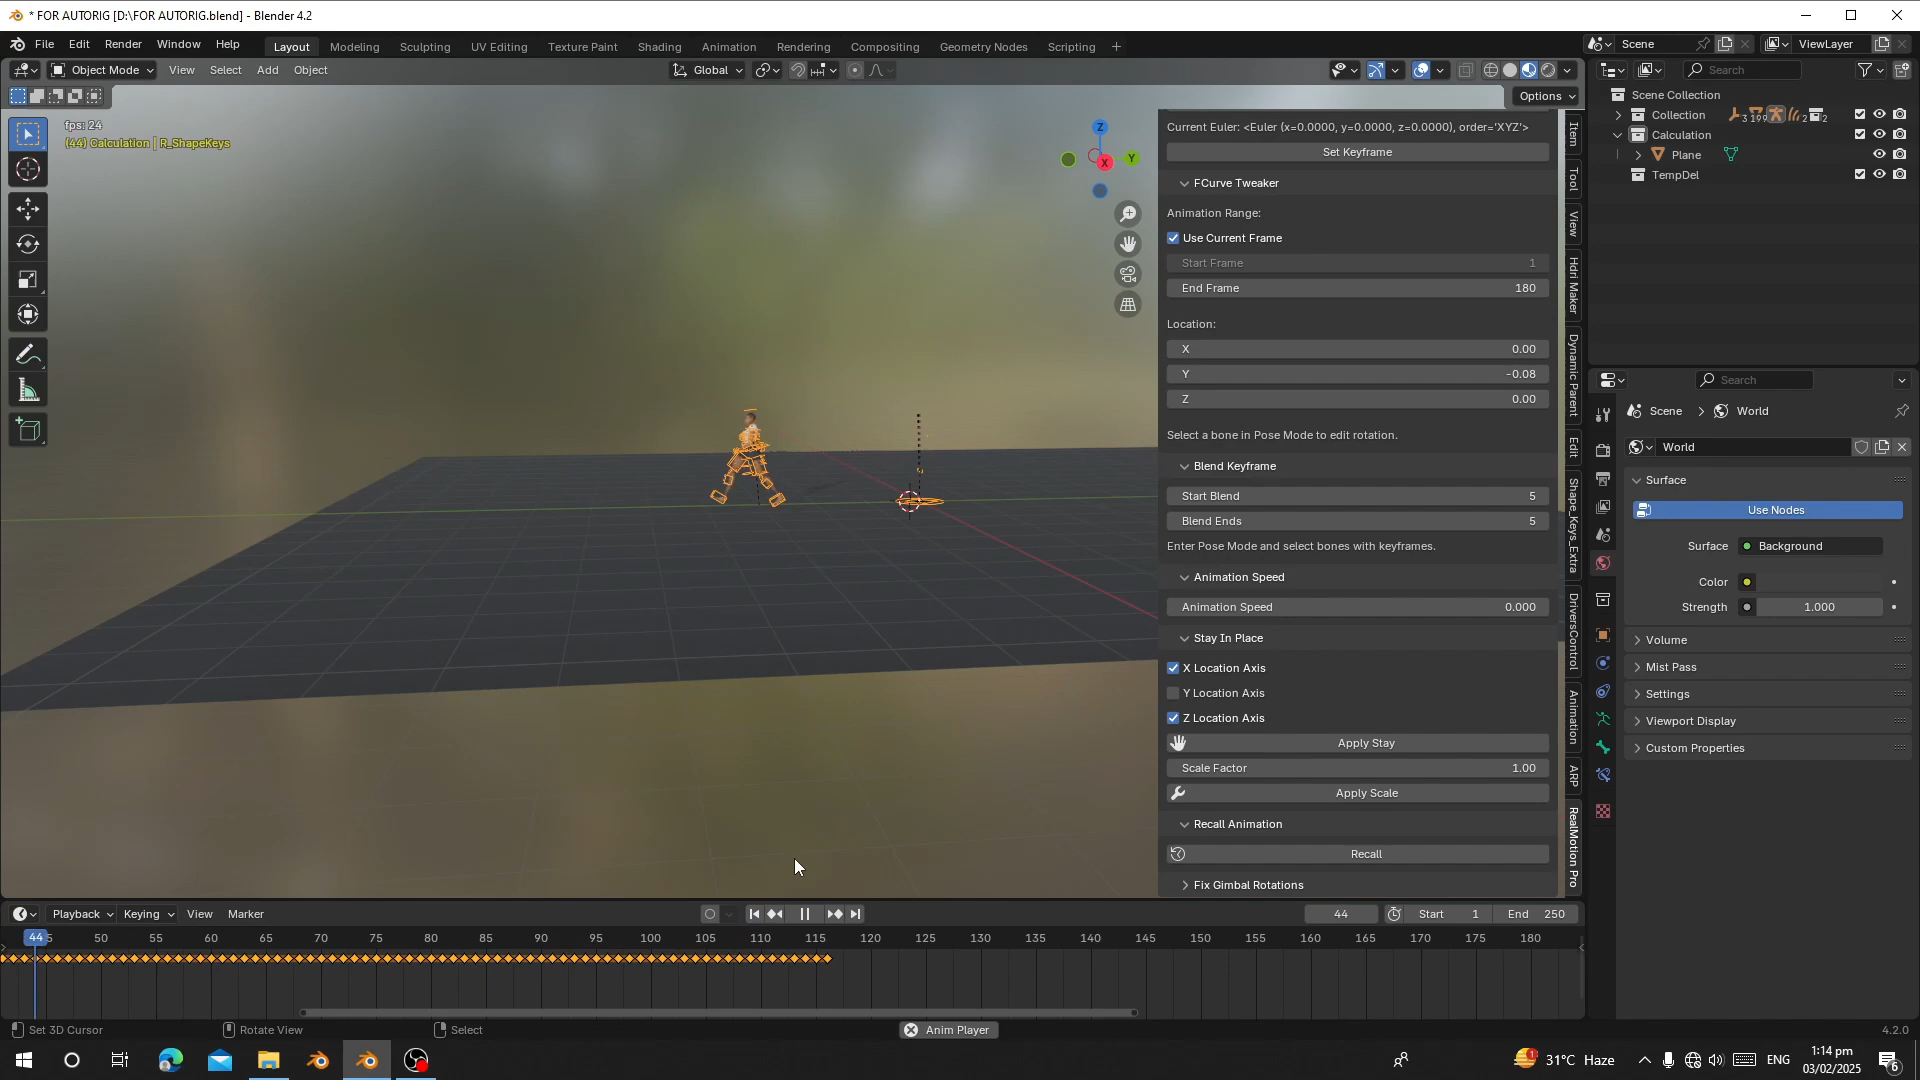 * FOR AUTORIG [D:\FOR AUTORIG.blend] - Blender 4.2
File Edit Render Window Help Layout Modeling Sculpting UV Editing Texture Paint Shading Animation Rendering Compositing Geometry Nodes Scripting + Scene ViewLayer
Object Mode View Select Add Object Global Search
Options
fps: 24
(44) Calculation | R_ShapeKeys
Z
Y
X
Current Euler: <Euler (x=0.0000, y=0.0000, z=0.0000), order='XYZ'>
Set Keyframe
FCurve Tweaker
Animation Range:
Use Current Frame
Start Frame 1
End Frame 180
Location:
X 0.00
Y -0.08
Z 0.00
Select a bone in Pose Mode to edit rotation.
Blend Keyframe
Start Blend 5
Blend Ends 5
Enter Pose Mode and select bones with keyframes.
Animation Speed
Animation Speed 0.000
Stay In Place
X Location Axis
Y Location Axis
Z Location Axis
Apply Stay
Scale Factor 1.00
Apply Scale
Recall Animation
Recall
Fix Gimbal Rotations
Item
Tool
View
Hdri Maker
Dynamic Parent
Edit
Shape_Keys_Extra
DriversControl
Animation
ARP
RealMotion Pro
Scene Collection
Collection 3 199 2 2
Calculation
Plane
TempDel
Search
Scene > World
World
Surface
Use Nodes
Surface Background
Color
Strength 1.000
Volume
Mist Pass
Settings
Viewport Display
Custom Properties
Playback Keying View Marker 44 Start 1 End 250
44 5 50 55 60 65 70 75 80 85 90 95 100 105 110 115 120 125 130 135 140 145 150 155 160 165 170 175 180
Set 3D Cursor Rotate View Select Anim Player 4.2.0
31°C Haze ENG 1:14 pm
03/02/2025
1
6